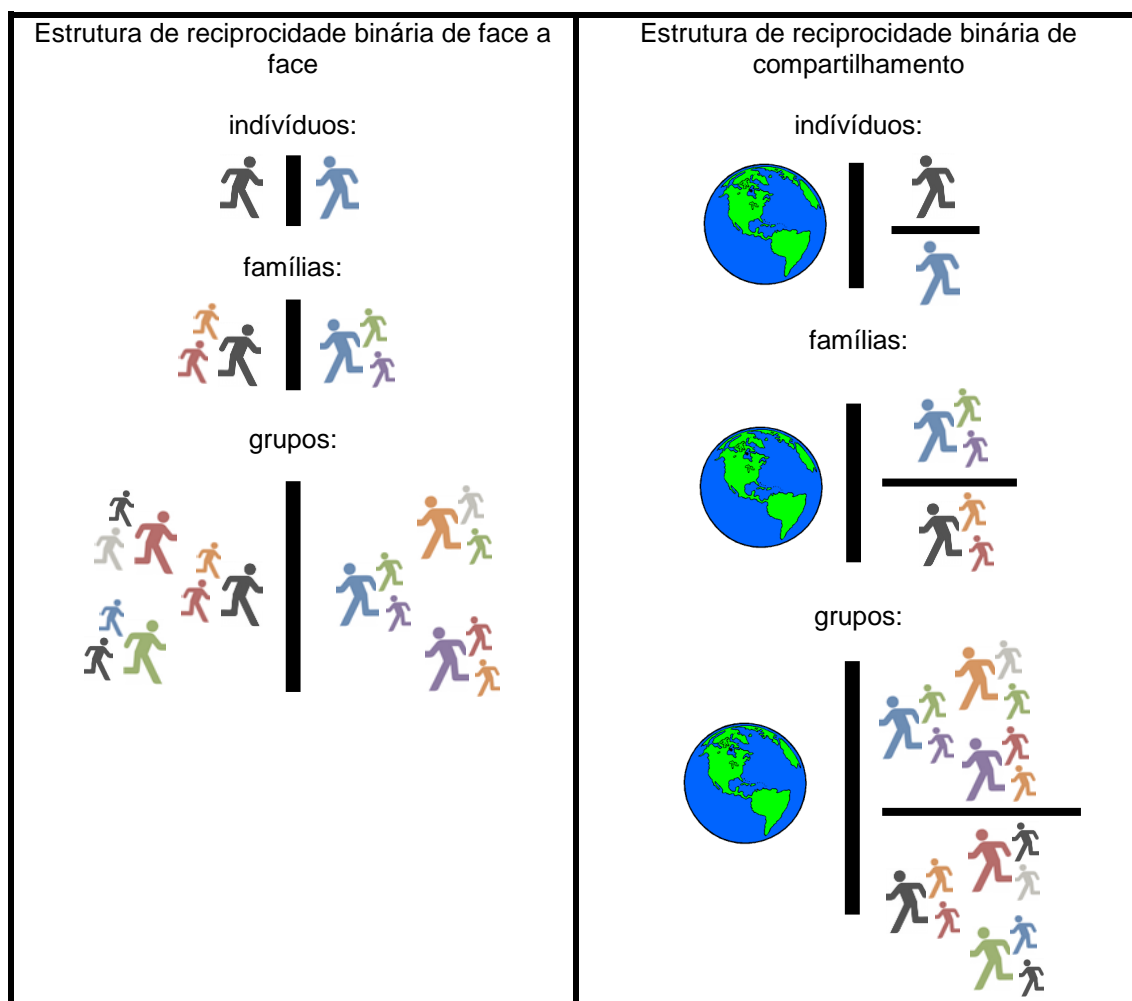 Estrutura de reciprocidade binária de face a
face
indívíduos:
famílias:
grupos:
Estrutura de reciprocidade binária de
compartilhamento
indívíduos:
famílias:
grupos: